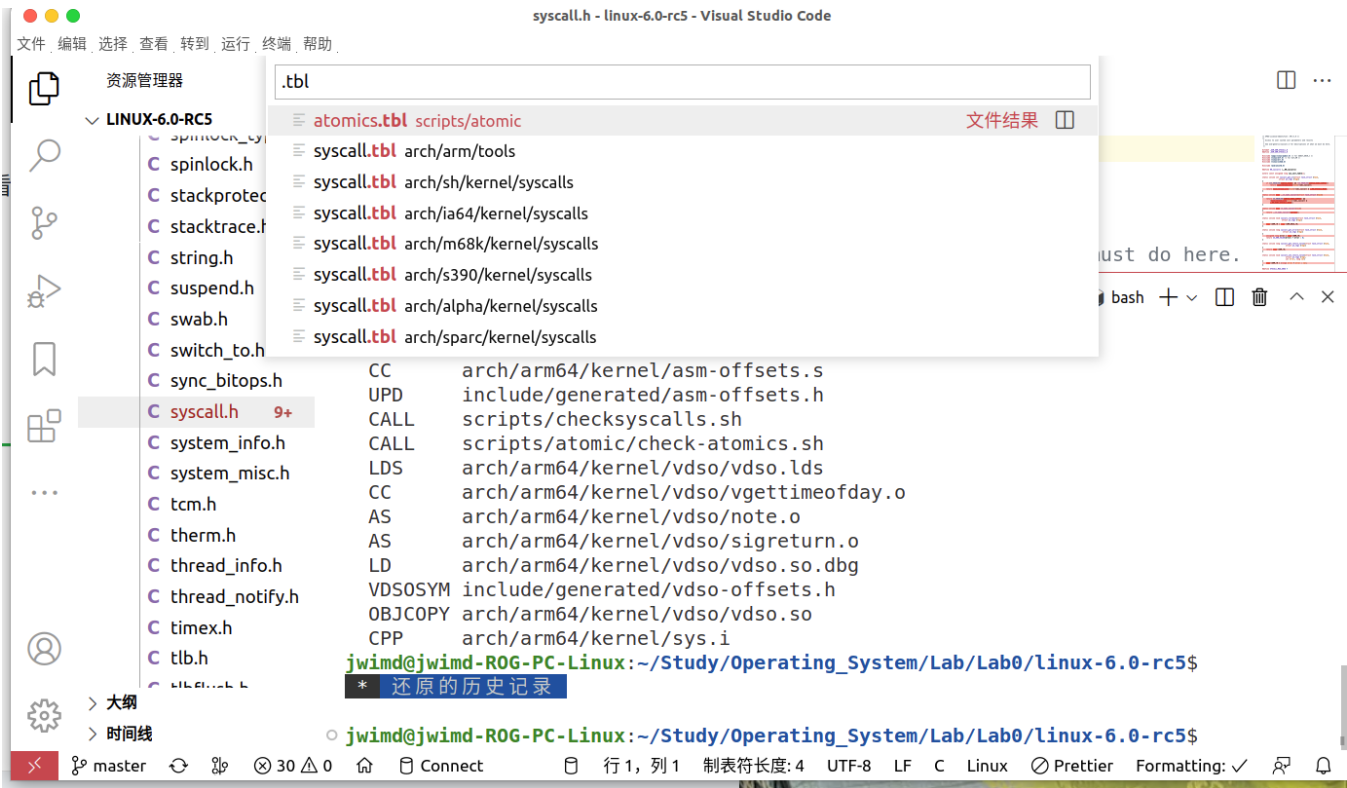 syscall.h - linux-6.0-rc5 - Visual Studio Code
文件 编辑 选择 查看 转到 运行 终端 帮助
资源管理器
.tbl
LINUX-6.0-RC5
atomics.tbl scripts/atomic 文件结果
syscall.tbl arch/arm/tools
syscall.tbl arch/sh/kernel/syscalls
syscall.tbl arch/ia64/kernel/syscalls
syscall.tbl arch/m68k/kernel/syscalls
syscall.tbl arch/s390/kernel/syscalls
syscall.tbl arch/alpha/kernel/syscalls
syscall.tbl arch/sparc/kernel/syscalls
C spinlock_ty
C spinlock.h
C stackprotec
C stacktrace.h
C string.h
C suspend.h
C swab.h
C switch_to.h
C sync_bitops.h
C syscall.h 9+
C system_info.h
C system_misc.h
C tcm.h
C therm.h
C thread_info.h
C thread_notify.h
C timex.h
C tlb.h
C tlbflush.h
大纲
时间线
must do here.
bash
CC arch/arm64/kernel/asm-offsets.s
UPD include/generated/asm-offsets.h
CALL scripts/checksyscalls.sh
CALL scripts/atomic/check-atomics.sh
LDS arch/arm64/kernel/vdso/vdso.lds
CC arch/arm64/kernel/vdso/vgettimeofday.o
AS arch/arm64/kernel/vdso/note.o
AS arch/arm64/kernel/vdso/sigreturn.o
LD arch/arm64/kernel/vdso/vdso.so.dbg
VDSOSYM include/generated/vdso-offsets.h
OBJCOPY arch/arm64/kernel/vdso/vdso.so
CPP arch/arm64/kernel/sys.i
jwimd@jwimd-ROG-PC-Linux:~/Study/Operating_System/Lab/Lab0/linux-6.0-rc5$
* 还原的历史记录
jwimd@jwimd-ROG-PC-Linux:~/Study/Operating_System/Lab/Lab0/linux-6.0-rc5$
master 30 0 Connect 行 1，列 1 制表符长度: 4 UTF-8 LF C Linux Prettier Formatting: ✓